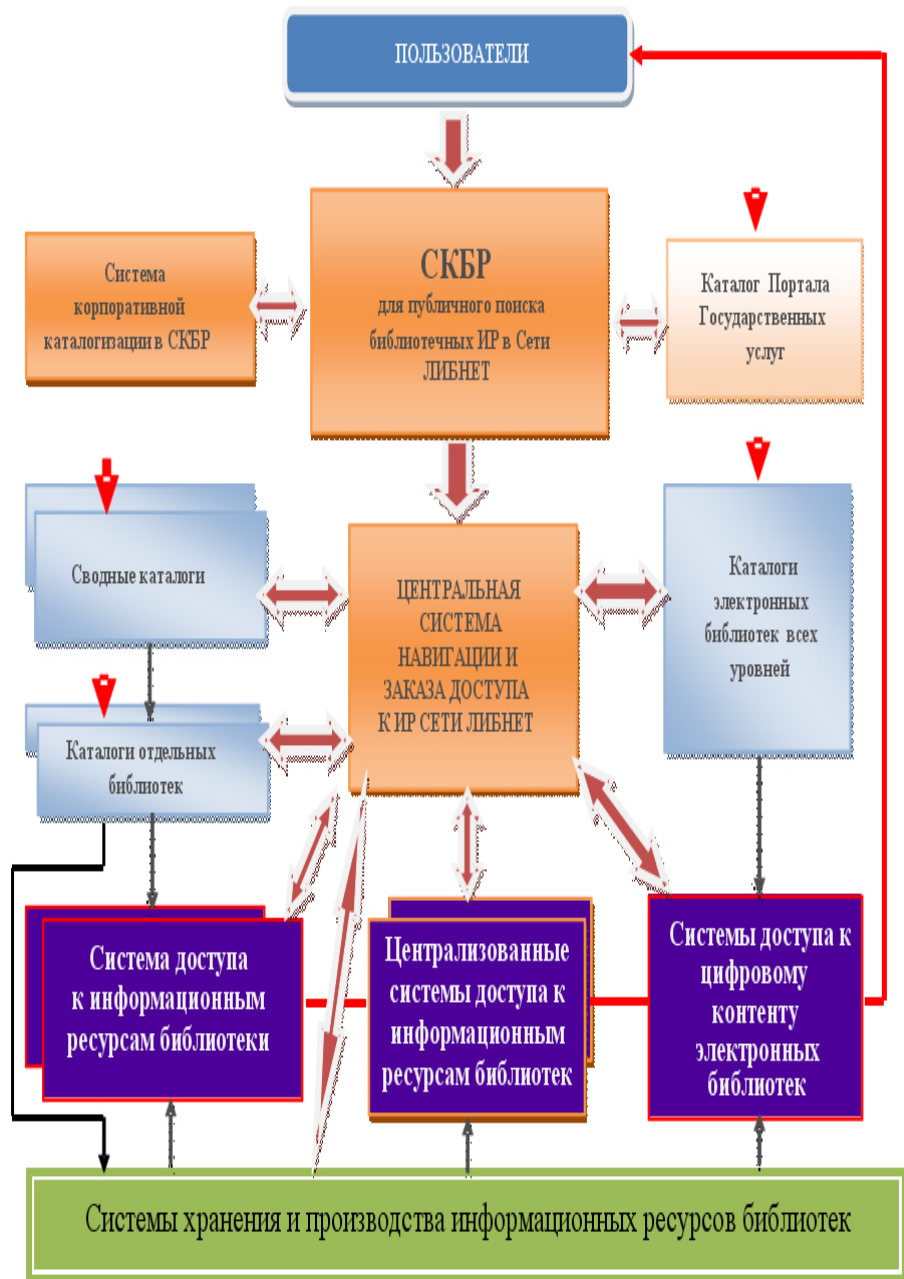 ПОЛЬЗОВАТЕЛИ
Система
корпоративной
каталогизации в СКБР
СКБР
для публичного поиска
библиотечных ИР в Сети
ЛИБНЕТ
Каталог Портала
Государственных
услуг
Сводные каталоги
ЦЕНТРАЛЬНАЯ
СИСТЕМА
НАВИГАЦИИ И
ЗАКАЗА ДОСТУПА
К ИР СЕТИ ЛИБНЕТ
Каталоги
электронных
библиотек всех
уровней
Каталоги отдельных
библиотек
Система доступа
к информационным
ресурсам библиотеки
Централизованные
системы доступа к
информационным
ресурсам библиотек
Системы доступа к
цифровому
контенту
электронных
библиотек
Системы хранения и производства информационных ресурсов библиотек